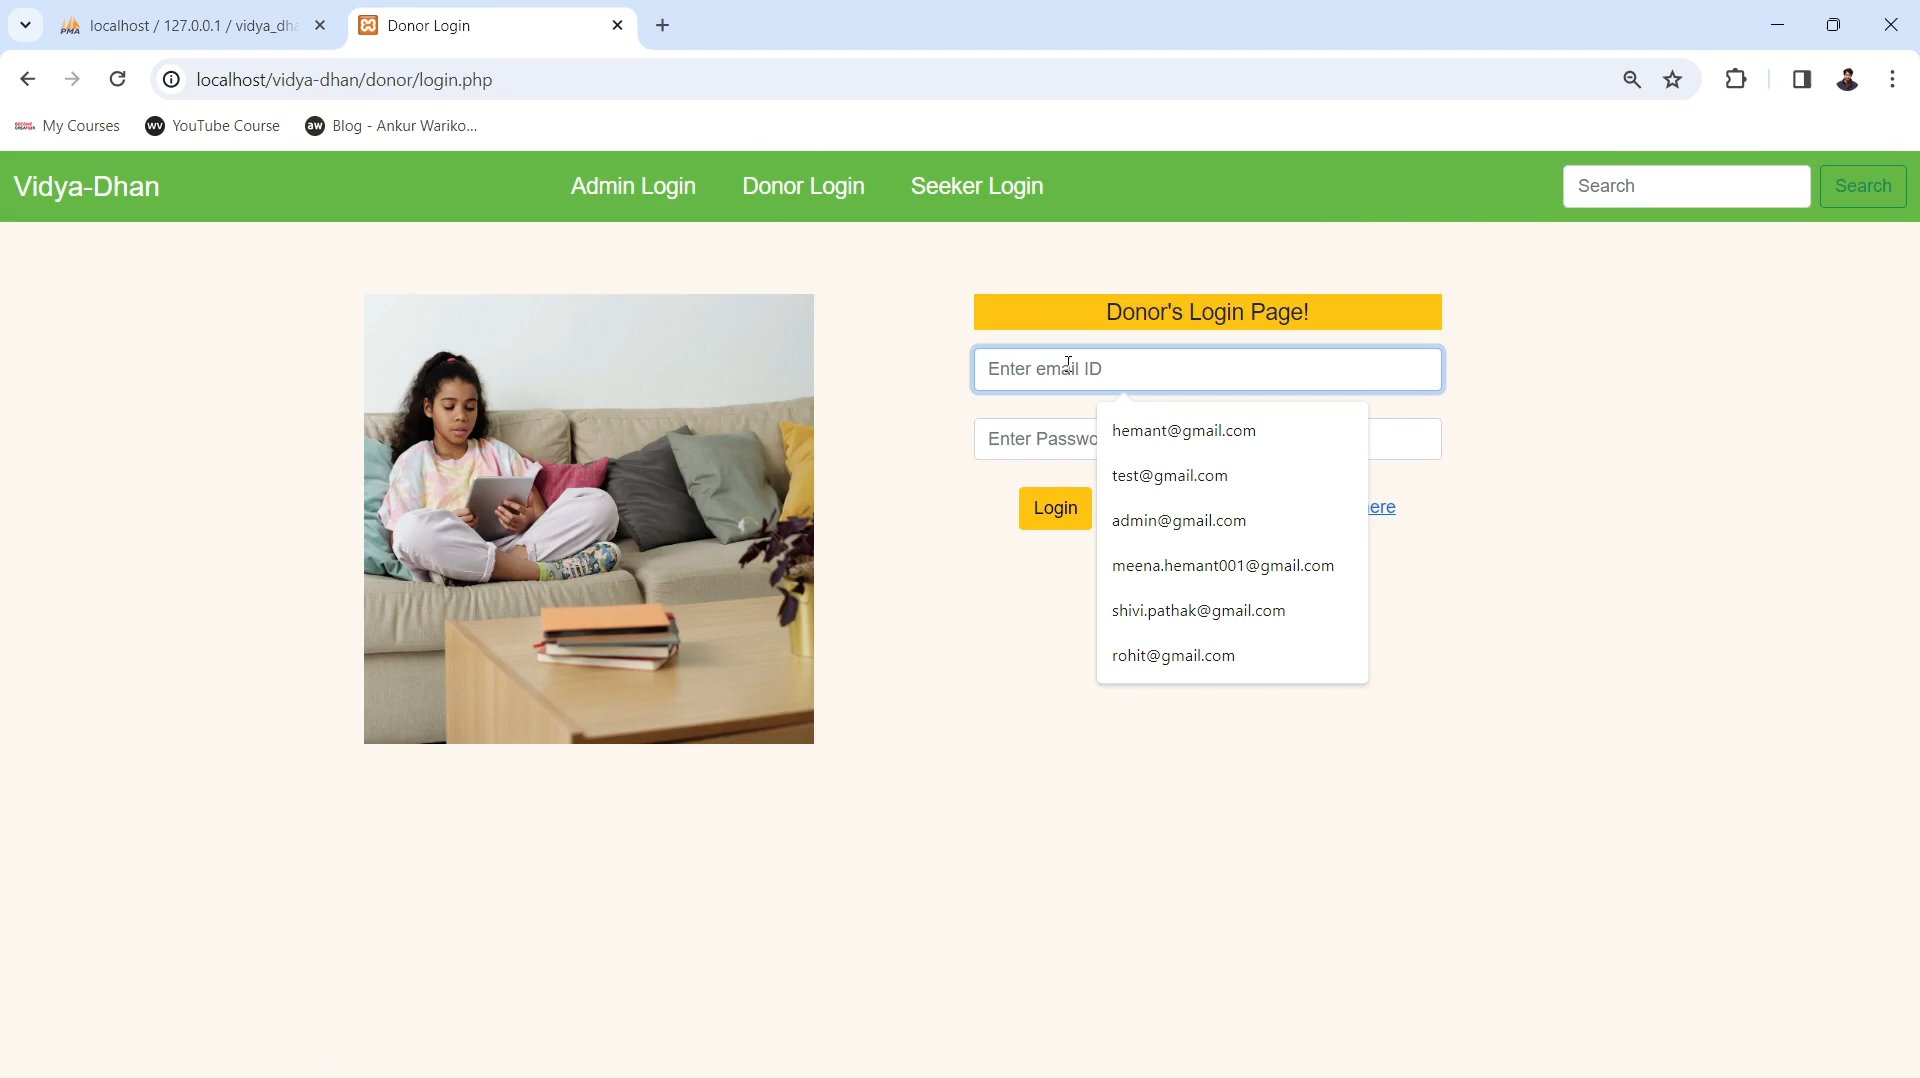 localhost / 127.0.0.1 / vidya_dha
Donor Login
localhost/vidya-dhan/donor/login.php
My Courses
YouTube Course
Blog - Ankur Wariko...
Vidya-Dhan
Admin Login
Donor Login
Seeker Login
Search
Search
Donor's Login Page!
Enter email ID
Enter Passwo
hemant@gmail.com
test@gmail.com
admin@gmail.com
meena.hemant001@gmail.com
shivi.pathak@gmail.com
rohit@gmail.com
Login
here